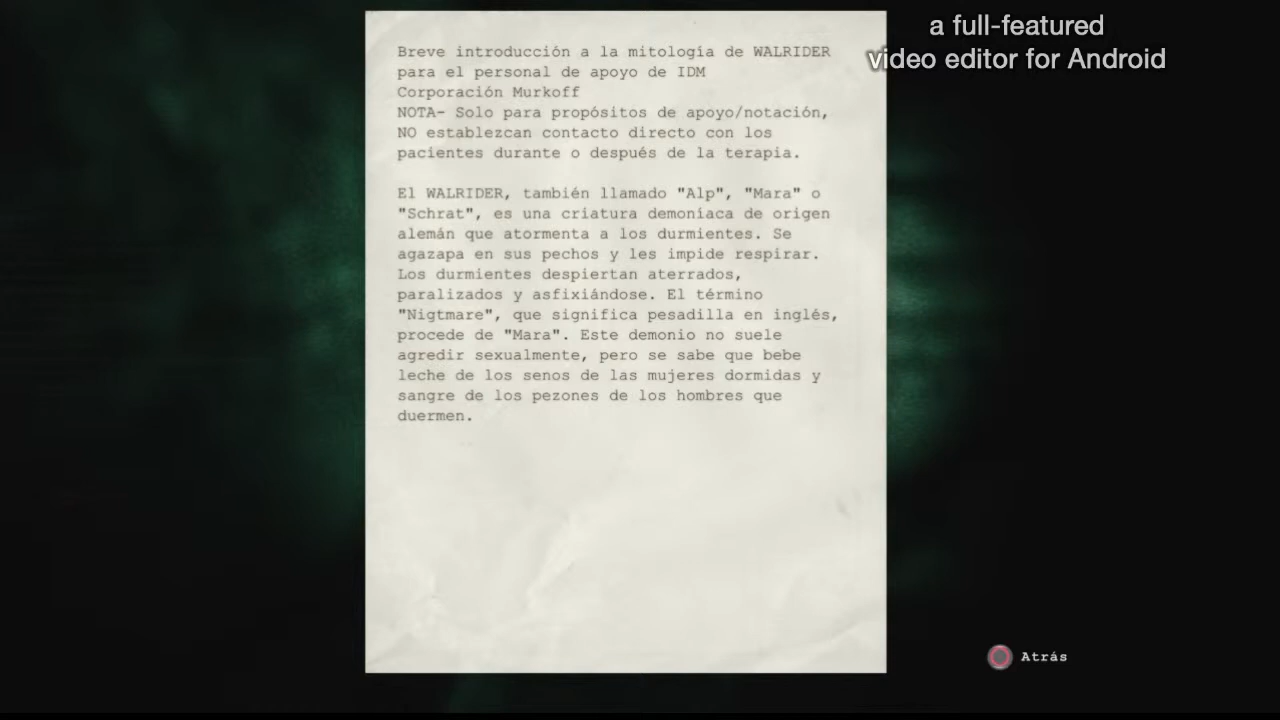 a full-featured
video editor for Android
Breve introducción a la mitología de WALRIDER
para el personal de apoyo de IDM
Corporación Murkoff
NOTA- Solo para propósitos de apoyo/notación,
NO establezcan contacto directo con los
pacientes durante o después de la terapia.
El WALRIDER, también llamado "Alp", "Mara" o
"Schrat", es una criatura demoníaca de origen
alemán que atormenta a los durmientes. Se
agazapa en sus pechos y les impide respirar.
Los durmientes despiertan aterrados,
paralizados y asfixiándose. El término
"Nigtmare", que significa pesadilla en inglés,
procede de "Mara". Este demonio no suele
agredir sexualmente, pero se sabe que bebe
leche de los senos de las mujeres dormidas y
sangre de los pezones de los hombres que
duermen.
Atrás